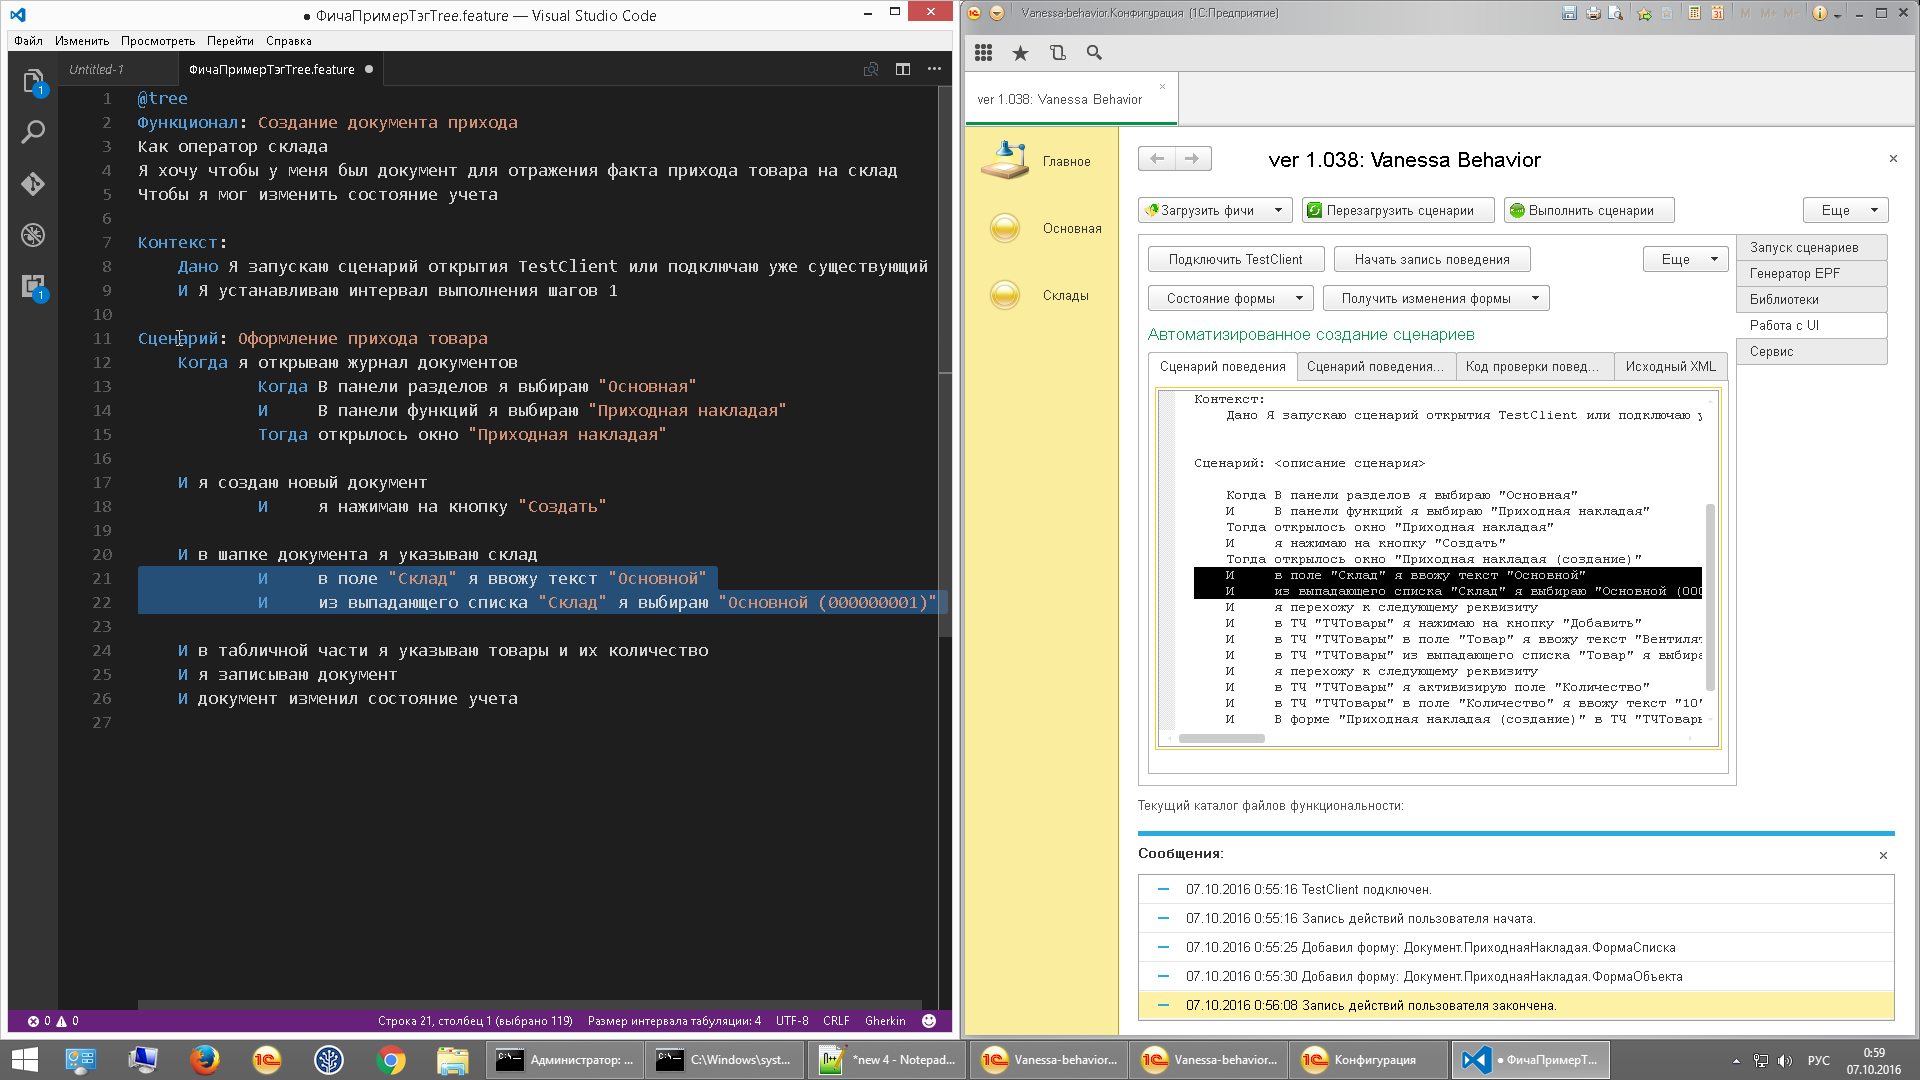 ● ФичаПримерТэгTree.feature — Visual Studio Code
Файл Изменить Просмотреть Перейти Справка
Untitled-1 ФичаПримерТэгTree.feature ●
1 @tree
2 Функционал: Создание документа прихода
3 Как оператор склада
4 Я хочу чтобы у меня был документ для отражения факта прихода товара на склад
5 Чтобы я мог изменить состояние учета
6
7 Контекст:
8 Дано Я запускаю сценарий открытия TestClient или подключаю уже существующий
9 И Я устанавливаю интервал выполнения шагов 1
10
11 Сценарий: Оформление прихода товара
12 Когда я открываю журнал документов
13 Когда В панели разделов я выбираю "Основная"
14 И В панели функций я выбираю "Приходная накладая"
15 Тогда открылось окно "Приходная накладая"
16
17 И я создаю новый документ
18 И я нажимаю на кнопку "Создать"
19
20 И в шапке документа я указываю склад
21 И в поле "Склад" я ввожу текст "Основной"
22 И из выпадающего списка "Склад" я выбираю "Основной (000000001)"
23
24 И в табличной части я указываю товары и их количество
25 И я записываю документ
26 И документ изменил состояние учета
27
1
1
0 0
Строка 21, столбец 1 (выбрано 119) Размер интервала табуляции: 4 UTF-8 CRLF Gherkin
Vanessa-behavior.Конфигурация (1С:Предприятие)
M M+ M-
ver 1.038: Vanessa Behavior
Главное
Основная
Склады
ver 1.038: Vanessa Behavior
Загрузить фичи Перезагрузить сценарии Выполнить сценарии Еще
Подключить TestClient Начать запись поведения Еще
Состояние формы Получить изменения формы
Запуск сценариев
Генератор EPF
Библиотеки
Работа с UI
Сервис
Автоматизированное создание сценариев
Сценарий поведения Сценарий поведения... Код проверки повед... Исходный XML
Контекст:
Дано Я запускаю сценарий открытия TestClient или подключаю у
Сценарий: <описание сценария>
Когда В панели разделов я выбираю "Основная"
И В панели функций я выбираю "Приходная накладая"
Тогда открылось окно "Приходная накладая"
И я нажимаю на кнопку "Создать"
Тогда открылось окно "Приходная накладая (создание)"
И в поле "Склад" я ввожу текст "Основной"
И из выпадающего списка "Склад" я выбираю "Основной (000
И я перехожу к следующему реквизиту
И в ТЧ "ТЧТовары" я нажимаю на кнопку "Добавить"
И в ТЧ "ТЧТовары" в поле "Товар" я ввожу текст "Вентилят
И в ТЧ "ТЧТовары" из выпадающего списка "Товар" я выбира
И я перехожу к следующему реквизиту
И в ТЧ "ТЧТовары" я активизирую поле "Количество"
И в ТЧ "ТЧТовары" в поле "Количество" я ввожу текст "10"
И В форме "Приходная накладая (создание)" в ТЧ "ТЧТовары
Текущий каталог файлов функциональности:
Сообщения:
07.10.2016 0:55:16 TestClient подключен.
07.10.2016 0:55:16 Запись действий пользователя начата.
07.10.2016 0:55:25 Добавил форму: Документ.ПриходнаяНакладая.ФормаСписка
07.10.2016 0:55:30 Добавил форму: Документ.ПриходнаяНакладая.ФормаОбъекта
07.10.2016 0:56:08 Запись действий пользователя закончена.
Администратор: ... C:\Windows\syst... *new 4 - Notepad... Vanessa-behavior... Vanessa-behavior... Конфигурация ● ФичаПримерТ... РУС 0:59
07.10.2016